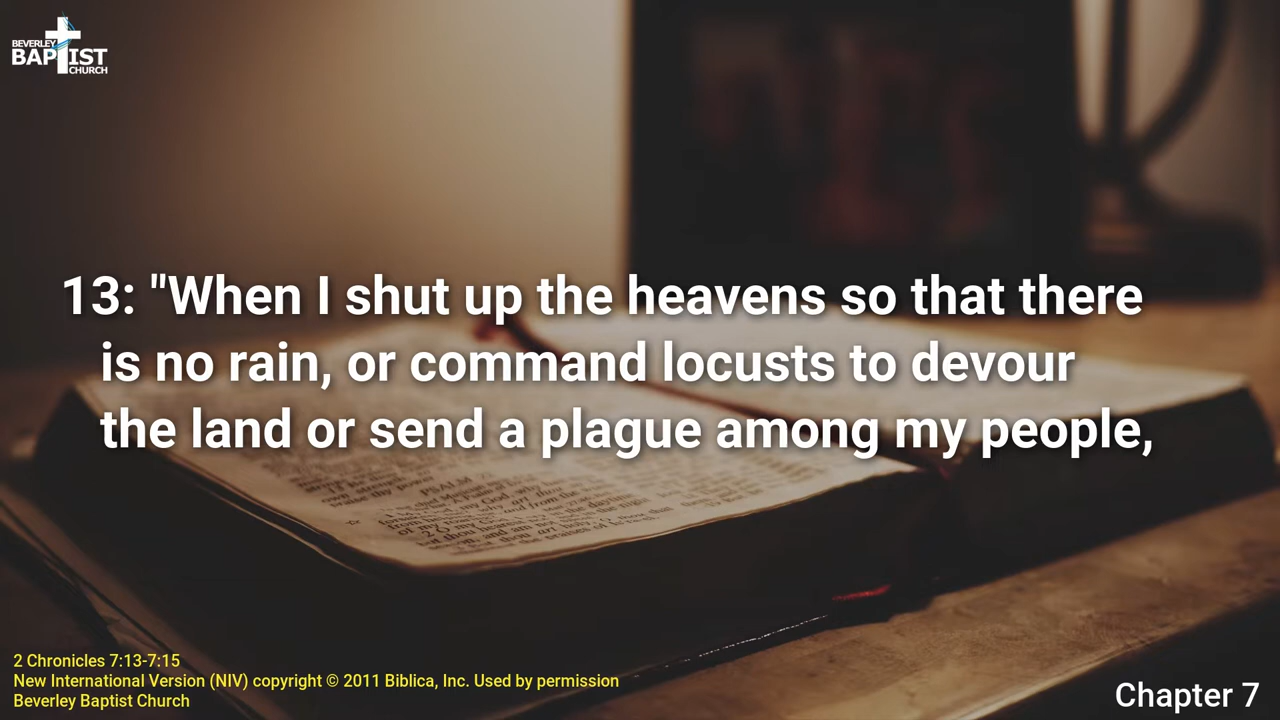 BEVERLEY
BAPTIST
CHURCH
13: "When I shut up the heavens so that there
is no rain, or command locusts to devour
the land or send a plague among my people,
PSALM 22
2 Chronicles 7:13-7:15
New International Version (NIV) copyright © 2011 Biblica, Inc. Used by permission
Beverley Baptist Church
Chapter 7